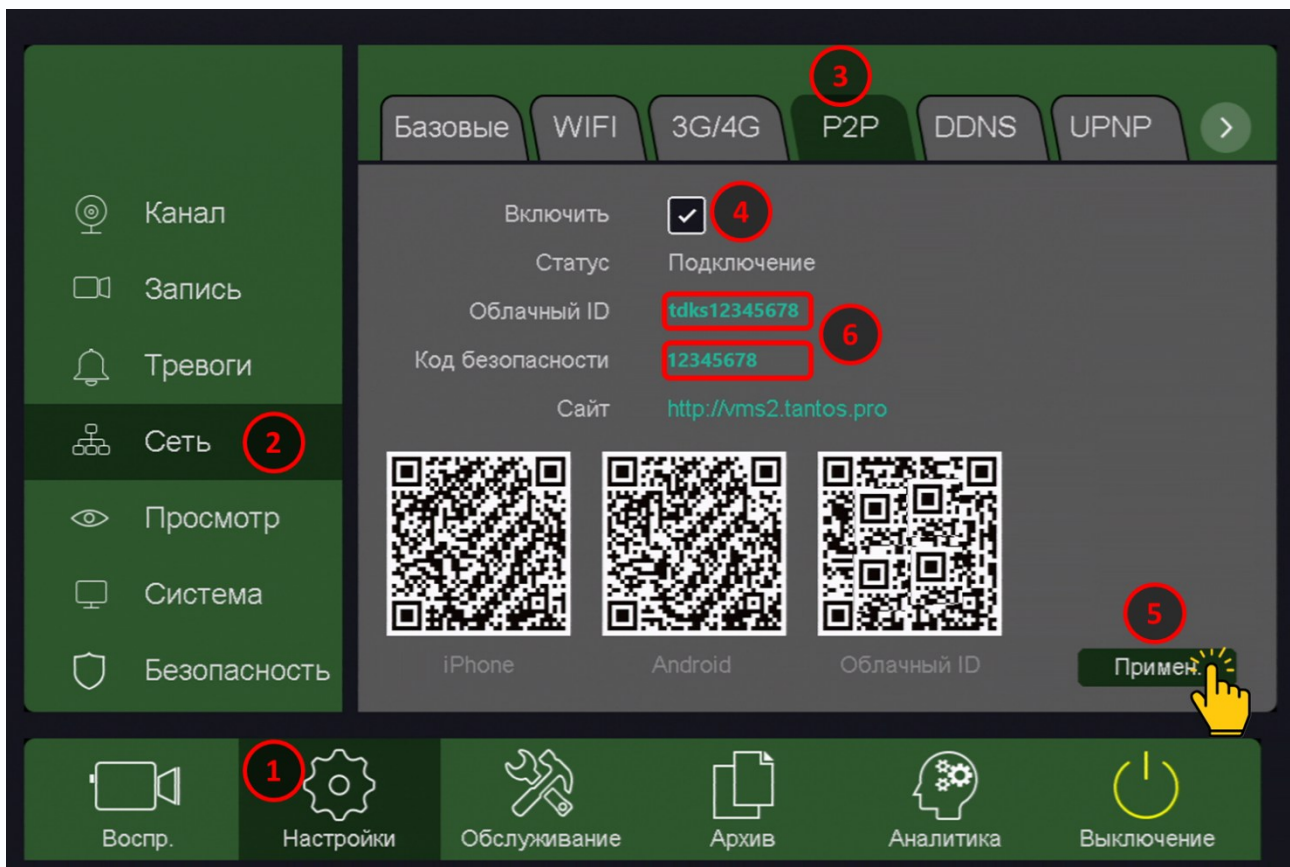 3
Базовые WIFI 3G/4G P2P DDNS UPNP >
Канал
Запись
Тревоги
Сеть 2
Просмотр
Система
Безопасность
Включить 4
Статус Подключение
Облачный ID tdks12345678
6
Код безопасности 12345678
Сайт http://vms2.tantos.pro
iPhone Android Облачный ID
5
Примен.
1
Воспр. Настройки Обслуживание Архив Аналитика Выключение